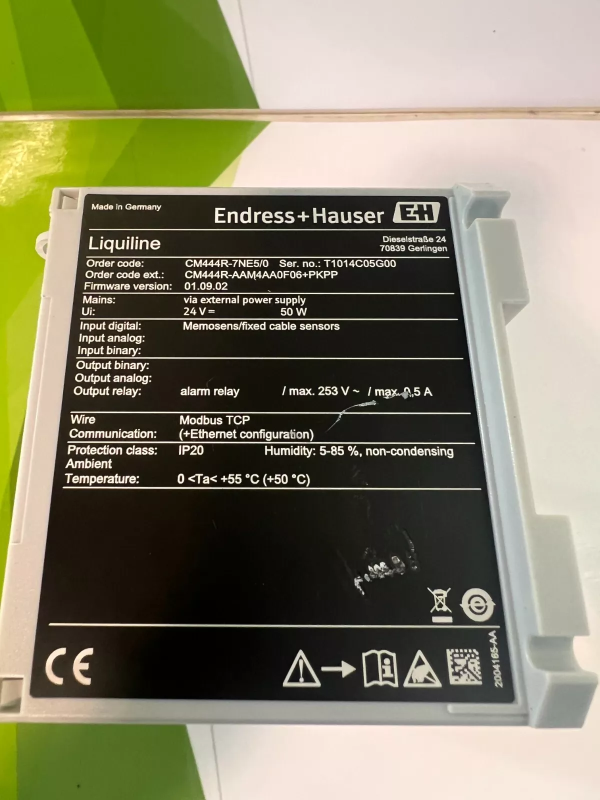 Made in Germany
Endress+Hauser EH
Liquiline
Dieselstraße 24
70839 Gerlingen
Order code: CM444R-7NE5/0 Ser. no.: T1014C05G00
Order code ext.: CM444R-AAM4AA0F06+PKPP
Firmware version: 01.09.02
Mains: via external power supply
Ui: 24 V= 50 W
Input digital: Memosens/fixed cable sensors
Input analog:
Input binary:
Output binary:
Output analog:
Output relay: alarm relay / max. 253 V ~ / max. 0.5 A
Wire Modbus TCP
Communication: (+Ethernet configuration)
Protection class: IP20 Humidity: 5-85 %, non-condensing
Ambient
Temperature: 0 <Ta< +55 °C (+50 °C)
CE
2004165-AA